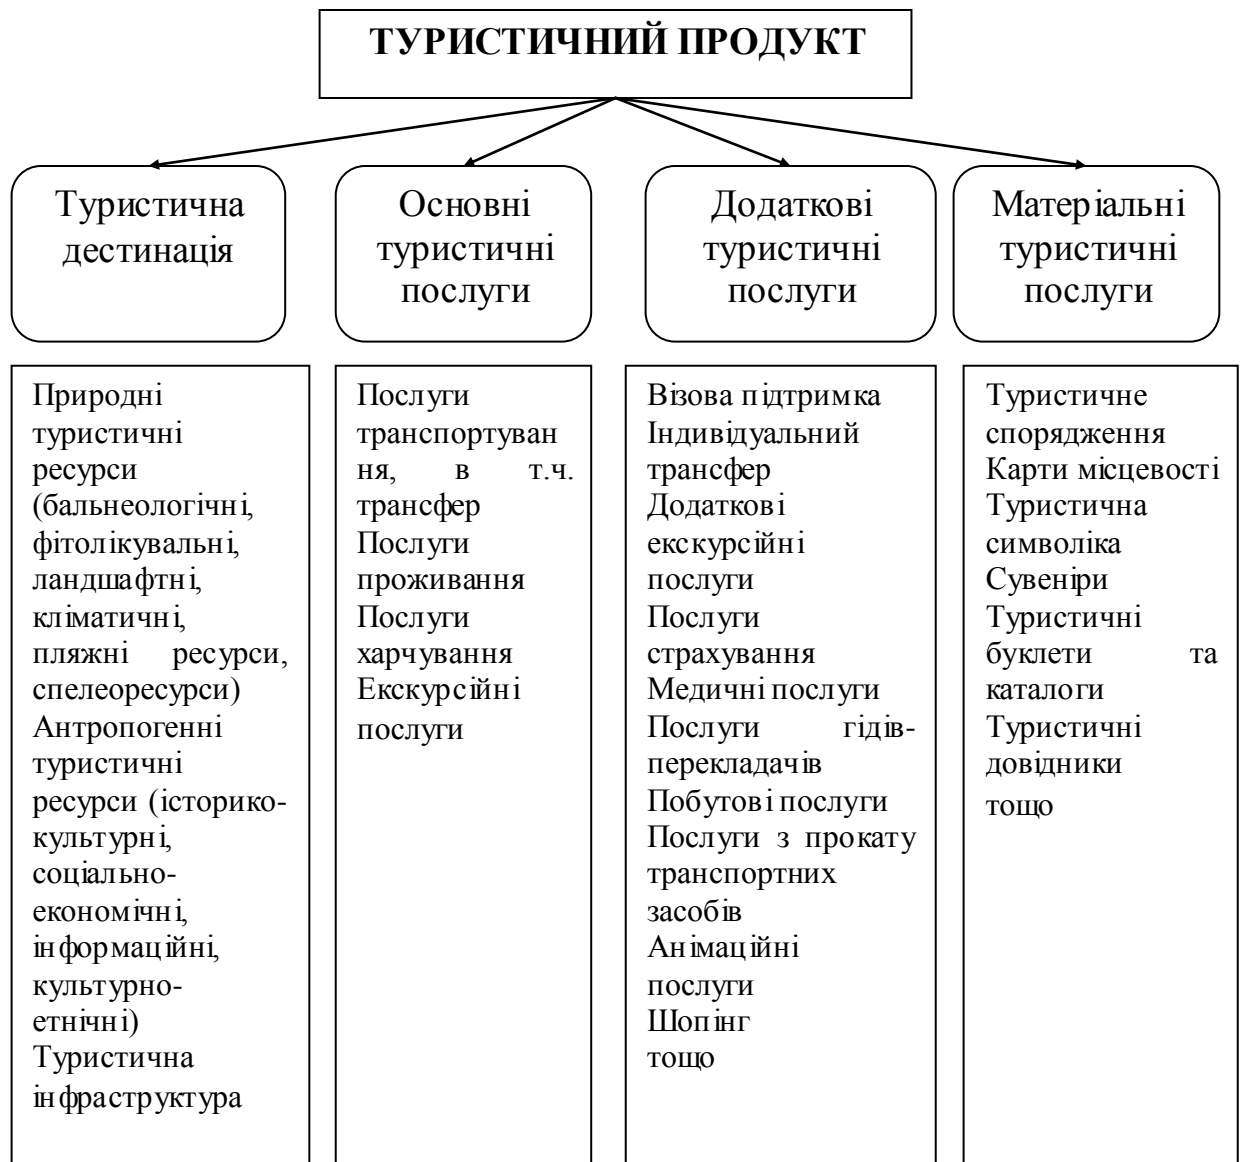 ТУРИСТИЧНИЙ ПРОДУКТ
Туристична
дестинація
Основні
туристичні
послуги
Додаткові
туристичні
послуги
Матеріальні
туристичні
послуги
Природні
туристичні
ресурси
(бальнеологічні,
фітолікувальні,
ландшафтні,
кліматичні,
пляжні ресурси,
спелеоресурси)
Антропогенні
туристичні
ресурси (історико-
культурні,
соціально-
економічні,
інформаційні,
культурно-
етнічні)
Туристична
інфраструктура
Послуги
транспортуван
ня, в т.ч.
трансфер
Послуги
проживання
Послуги
харчування
Екскурсійні
послуги
Візова підтримка
Індивідуальний
трансфер
Додаткові
екскурсійні
послуги
Послуги
страхування
Медичні послуги
Послуги гідів-
перекладачів
Побутові послуги
Послуги з прокату
транспортних
засобів
Анімаційні
послуги
Шопінг
тощо
Туристичне
спорядження
Карти місцевості
Туристична
символіка
Сувеніри
Туристичні
буклети та
каталоги
Туристичні
довідники
тощо